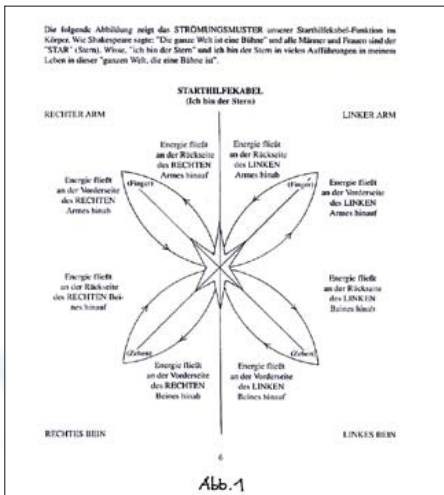 Die folgende Abbildung zeigt das STRÖMUNGSMUSTER unserer Starthilfekabel-Funktion im
Körper. Wie Shakespeare sagte: "Die ganze Welt ist eine Bühne" und alle Männer und Frauen sind der
"STAR" (Stern). Wisse, "ich bin der Stern" und ich bin der Stern in vielen Aufführungen in meinem
Leben in dieser "ganzen Welt, die eine Bühne ist".
STARTHILFEKABEL
(Ich bin der Stern)
RECHTER ARM
LINKER ARM
Energie fließt
an der Rückseite
des RECHTEN
Armes hinauf
Energie fließt
an der Rückseite
des LINKEN
Armes hinauf
Energie fließt
an der Vorderseite
des RECHTEN
Armes hinab
(Finger)
(Finger)
Energie fließt
an der Vorderseite
des LINKEN
Armes hinauf
Energie fließt
an der Rückseite
des RECHTEN Bei-
nes hinauf
Energie fließt
an der Rückseite
des LINKEN
Beines hinab
(Zehen)
(Zehen)
Energie fließt
an der Vorderseite
des RECHTEN
Beines hinab
Energie fließt
an der Vorderseite
des LINKEN
Beines hinauf
RECHTES BEIN
LINKES BEIN
6
Abb.1